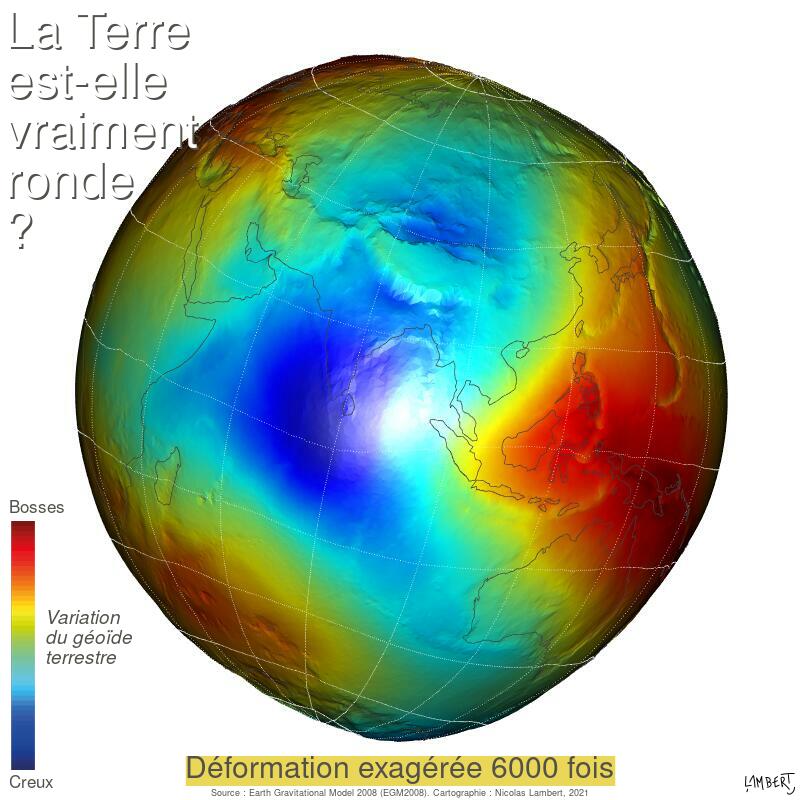 La Terre
est-elle
vraiment
ronde
?
Bosses
Variation
du géoïde
terrestre
Creux
Déformation exagérée 6000 fois
Source : Earth Gravitational Model 2008 (EGM2008). Cartographie : Nicolas Lambert, 2021
LAMBERT